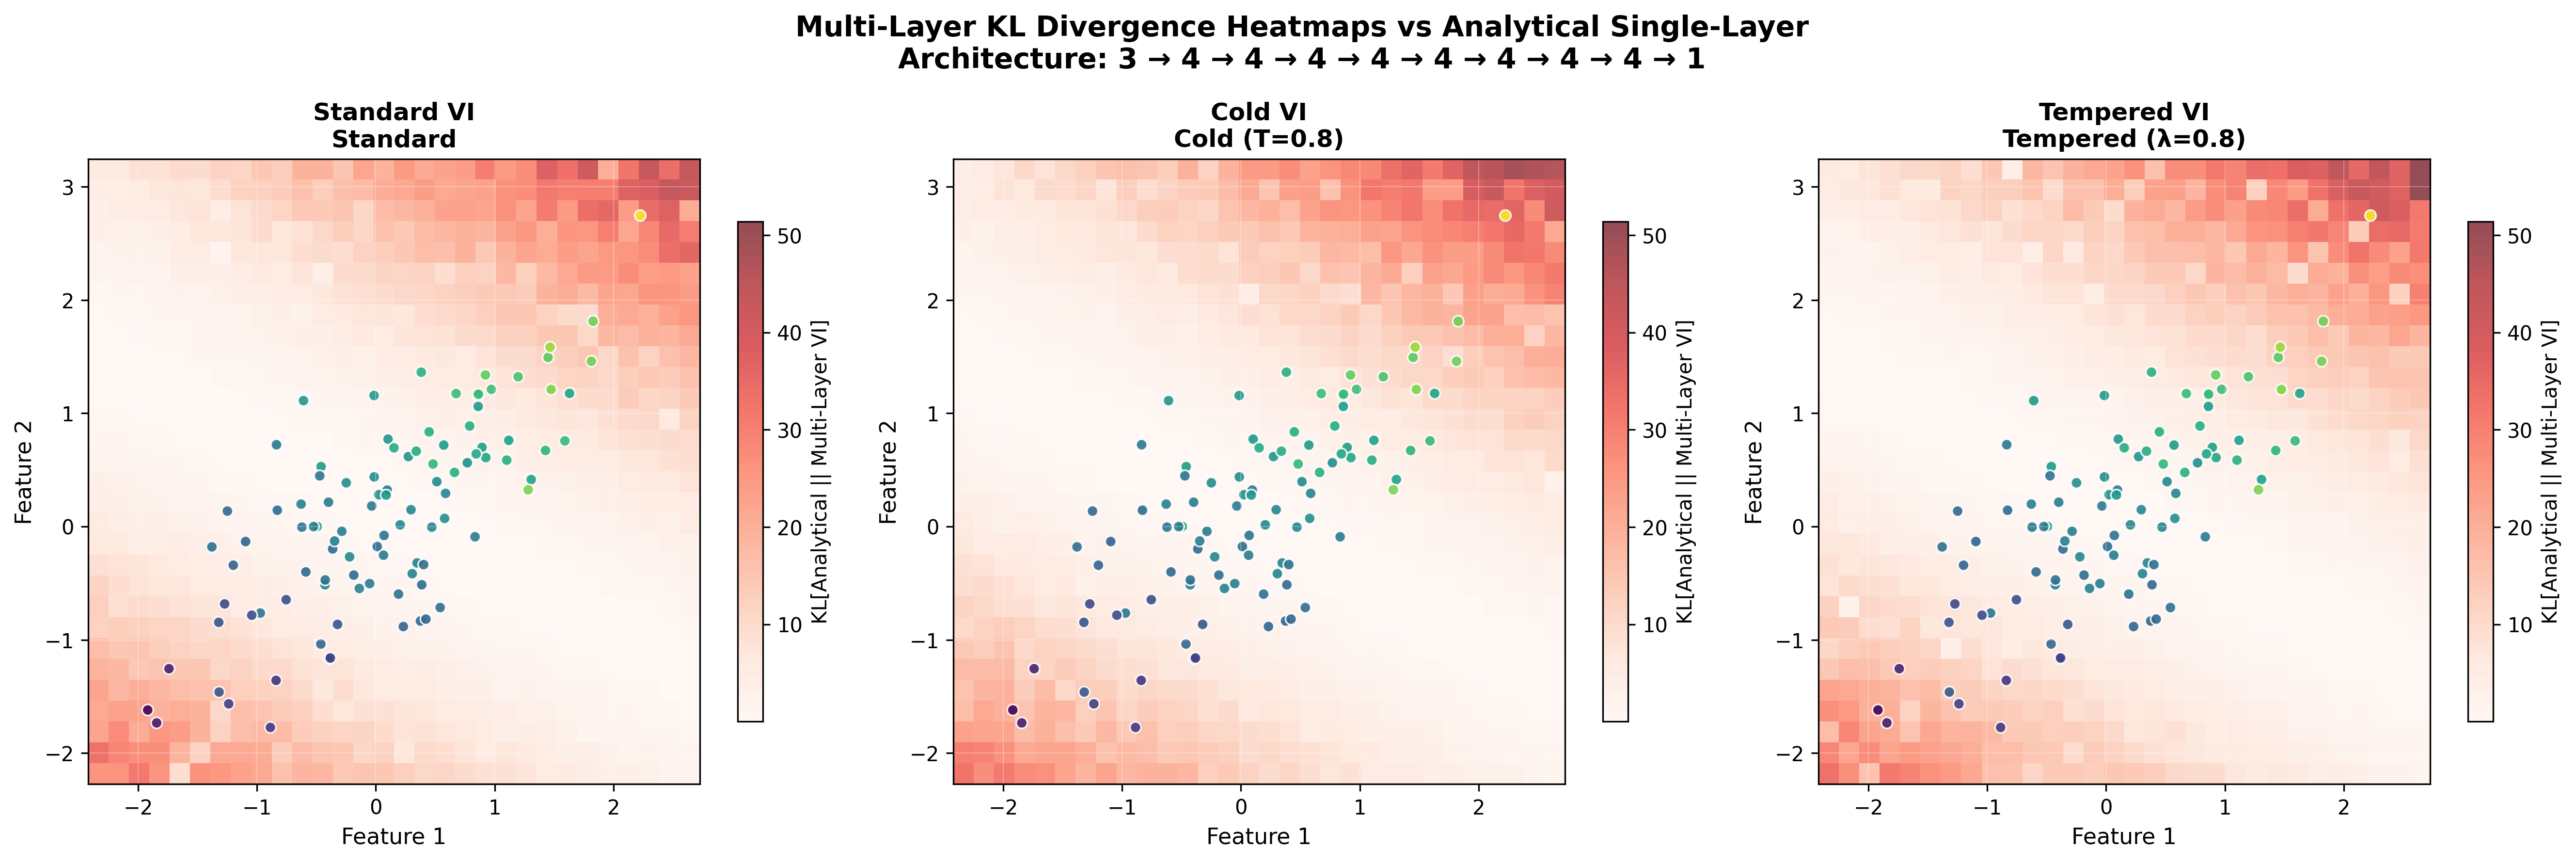 Multi-Layer KL Divergence Heatmaps vs Analytical Single-Layer
Architecture: 3 → 4 → 4 → 4 → 4 → 4 → 4 → 4 → 4 → 1
Standard VI
Standard
3
2
1
0
−1
−2
Feature 2
−2
−1
0
1
2
Feature 1
50
40
30
20
10
KL[Analytical || Multi-Layer VI]
Cold VI
Cold (T=0.8)
3
2
1
0
−1
−2
Feature 2
−2
−1
0
1
2
Feature 1
50
40
30
20
10
KL[Analytical || Multi-Layer VI]
Tempered VI
Tempered (λ=0.8)
3
2
1
0
−1
−2
Feature 2
−2
−1
0
1
2
Feature 1
50
40
30
20
10
KL[Analytical || Multi-Layer VI]